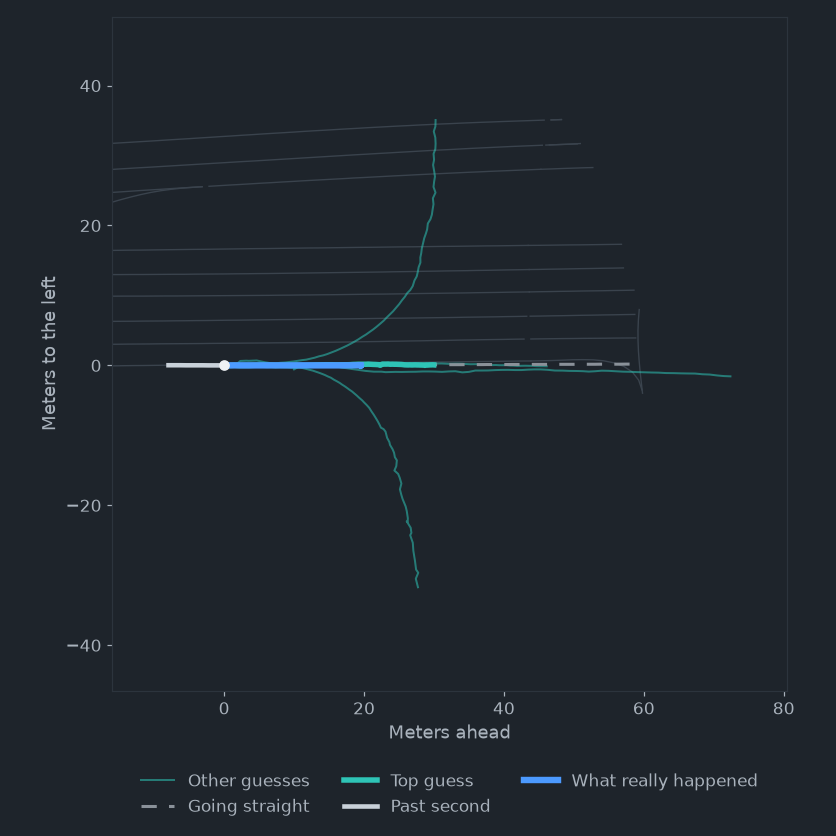 40
20
0
−20
−40
Meters to the left
0 20 40 60 80
Meters ahead
Other guesses Top guess What really happened
Going straight Past second